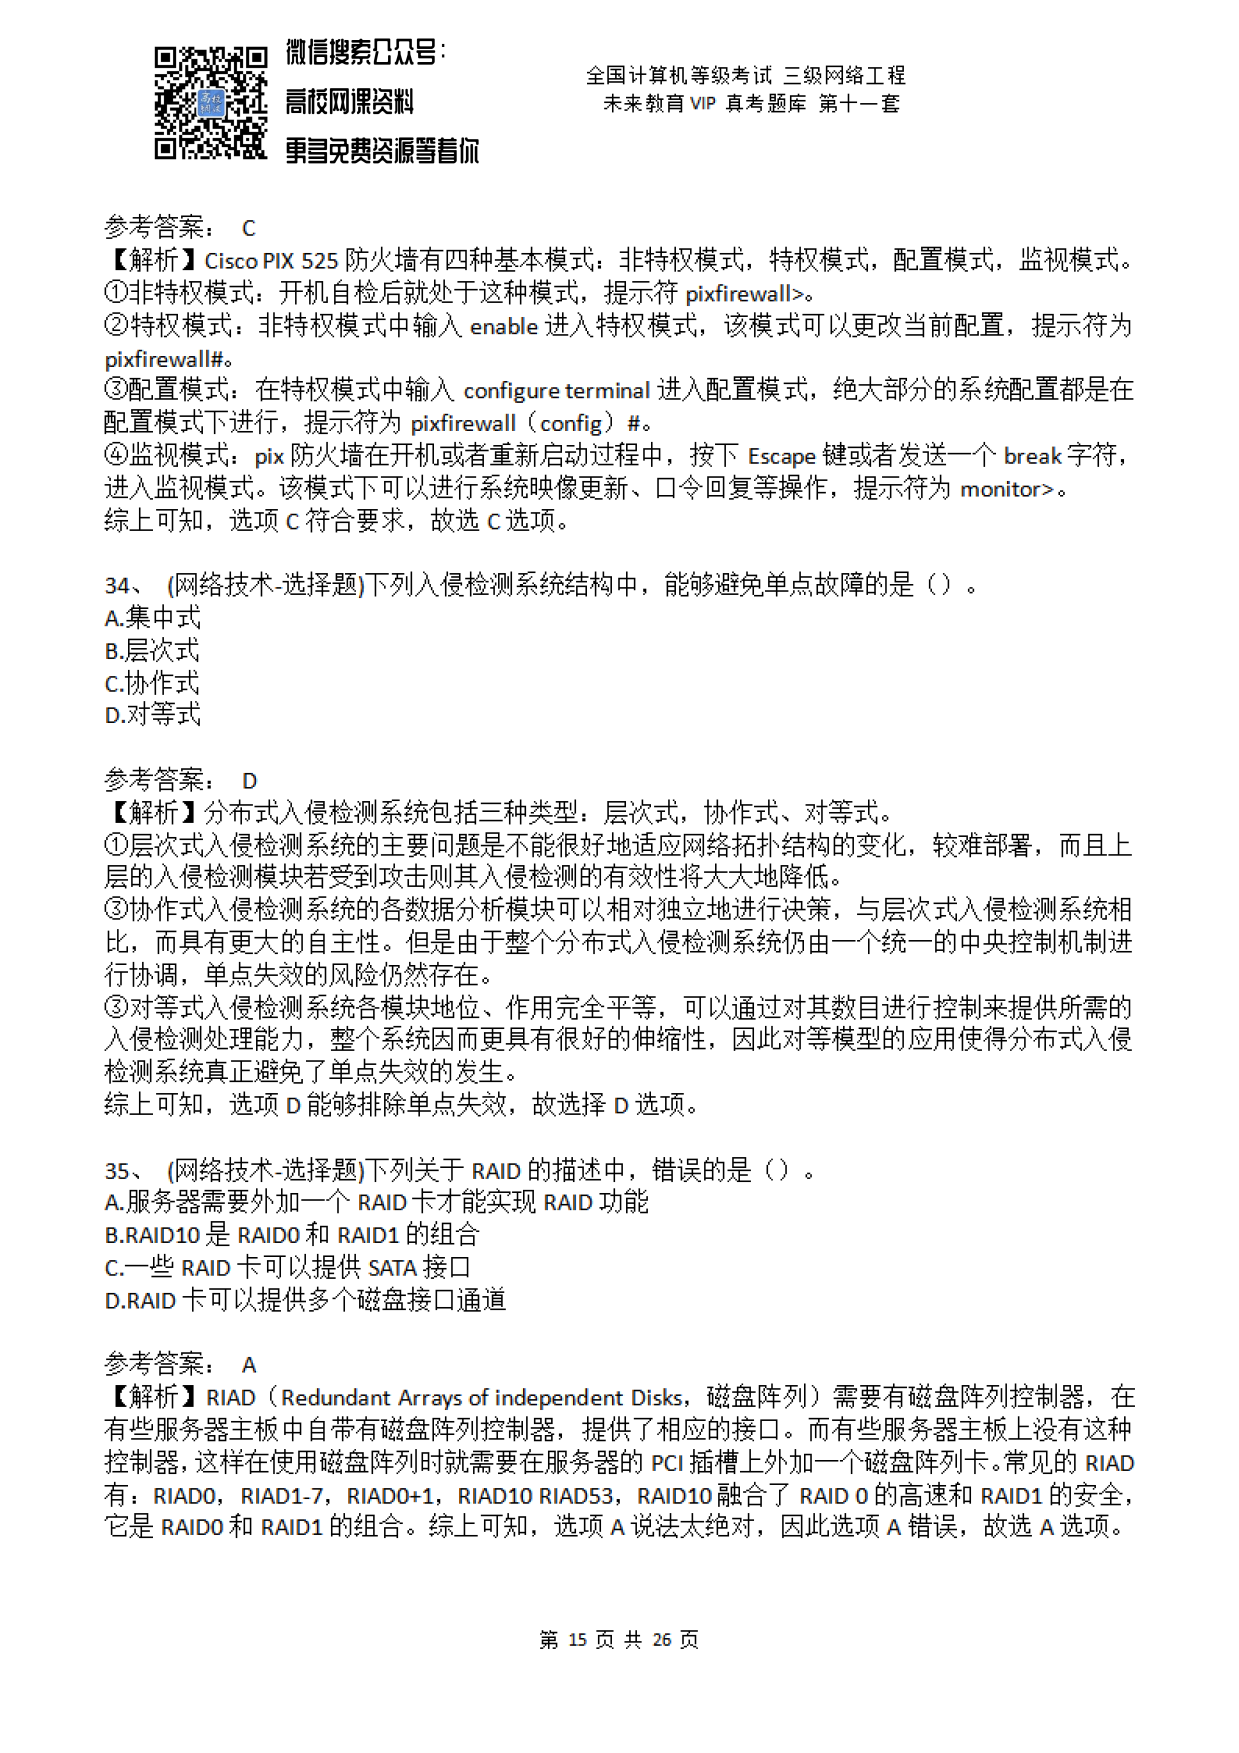 微信搜索公众号：
高校网课资料
更多免费资源等着你
全国计算机等级考试 三级网络工程
未来教育 VIP 真考题库 第十一套
参考答案： C
【解析】Cisco PIX 525 防火墙有四种基本模式：非特权模式，特权模式，配置模式，监视模式。
①非特权模式：开机自检后就处于这种模式，提示符 pixfirewall>。
②特权模式：非特权模式中输入 enable 进入特权模式，该模式可以更改当前配置，提示符为
pixfirewall#。
③配置模式：在特权模式中输入 configure terminal 进入配置模式，绝大部分的系统配置都是在
配置模式下进行，提示符为 pixfirewall（config）#。
④监视模式：pix 防火墙在开机或者重新启动过程中，按下 Escape 键或者发送一个 break 字符，
进入监视模式。该模式下可以进行系统映像更新、口令回复等操作，提示符为 monitor>。
综上可知，选项 C 符合要求，故选 C 选项。
34、 (网络技术-选择题)下列入侵检测系统结构中，能够避免单点故障的是（）。
A.集中式
B.层次式
C.协作式
D.对等式
参考答案： D
【解析】分布式入侵检测系统包括三种类型：层次式，协作式、对等式。
①层次式入侵检测系统的主要问题是不能很好地适应网络拓扑结构的变化，较难部署，而且上
层的入侵检测模块若受到攻击则其入侵检测的有效性将大大地降低。
③协作式入侵检测系统的各数据分析模块可以相对独立地进行决策，与层次式入侵检测系统相
比，而具有更大的自主性。但是由于整个分布式入侵检测系统仍由一个统一的中央控制机制进
行协调，单点失效的风险仍然存在。
③对等式入侵检测系统各模块地位、作用完全平等，可以通过对其数目进行控制来提供所需的
入侵检测处理能力，整个系统因而更具有很好的伸缩性，因此对等模型的应用使得分布式入侵
检测系统真正避免了单点失效的发生。
综上可知，选项 D 能够排除单点失效，故选择 D 选项。
35、 (网络技术-选择题)下列关于 RAID 的描述中，错误的是（）。
A.服务器需要外加一个 RAID 卡才能实现 RAID 功能
B.RAID10 是 RAID0 和 RAID1 的组合
C.一些 RAID 卡可以提供 SATA 接口
D.RAID 卡可以提供多个磁盘接口通道
参考答案： A
【解析】RIAD（Redundant Arrays of independent Disks，磁盘阵列）需要有磁盘阵列控制器，在
有些服务器主板中自带有磁盘阵列控制器，提供了相应的接口。而有些服务器主板上没有这种
控制器，这样在使用磁盘阵列时就需要在服务器的 PCI 插槽上外加一个磁盘阵列卡。常见的 RIAD
有：RIAD0，RIAD1-7，RIAD0+1，RIAD10 RIAD53，RAID10 融合了 RAID 0 的高速和 RAID1 的安全，
它是 RAID0 和 RAID1 的组合。综上可知，选项 A 说法太绝对，因此选项 A 错误，故选 A 选项。
第 15 页 共 26 页